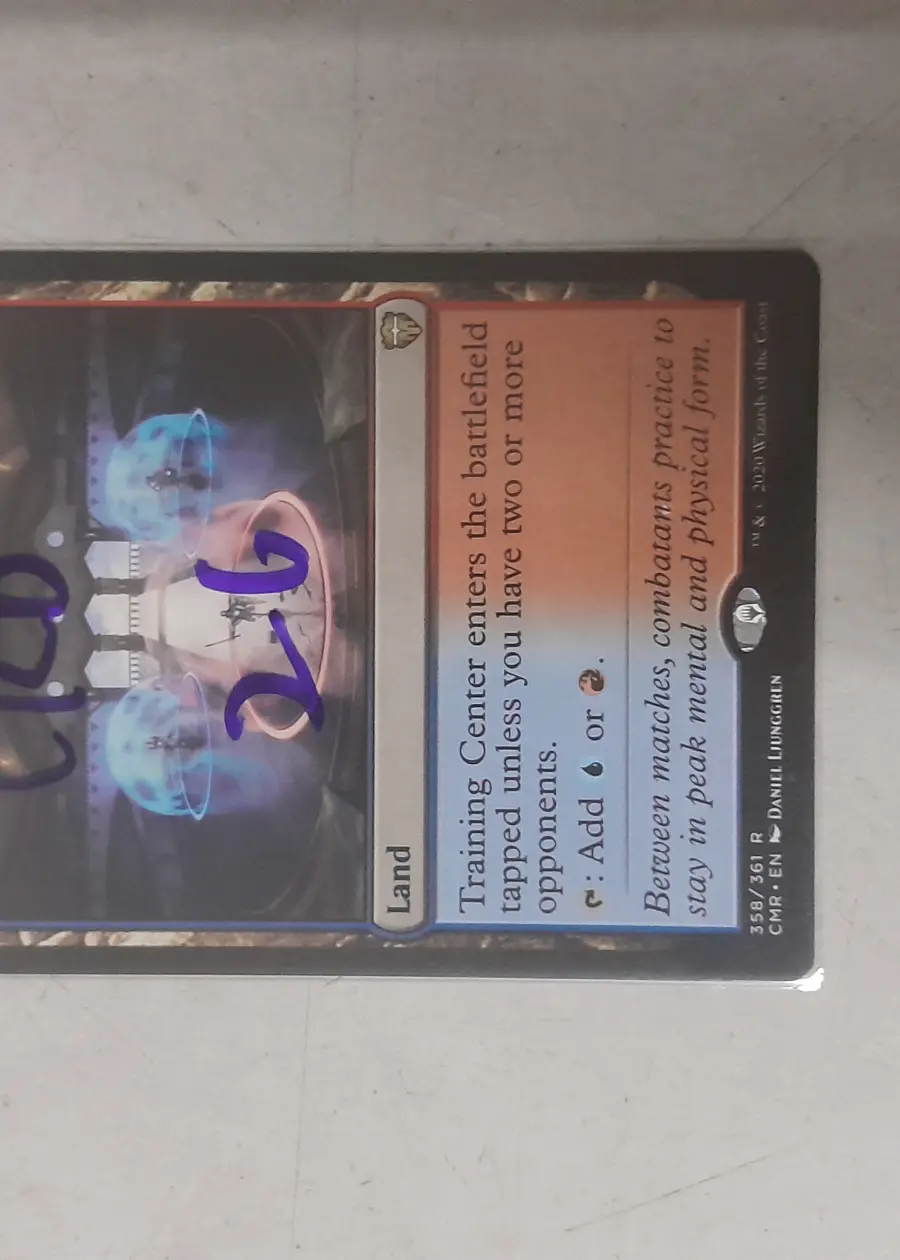 26
Land
Training Center enters the battlefield
tapped unless you have two or more
opponents.
: Add or .
Between matches, combatants practice to
stay in peak mental and physical form.
358/361 R
CMR • EN DANIEL LJUNGGREN
™ & © 2020 Wizards of the Coast